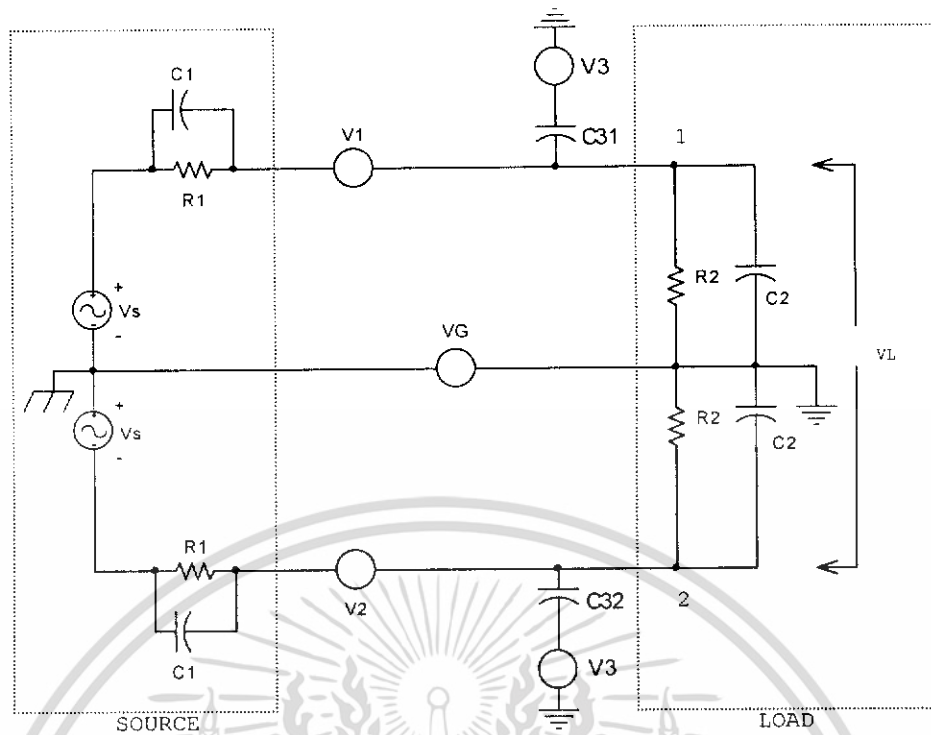 V3
C1
C31
V1
1
R1
+
Vs
-
R2
C2
VG
VL
+
Vs
-
R2
C2
R1
V2
C32
2
C1
V3
SOURCE
LOAD